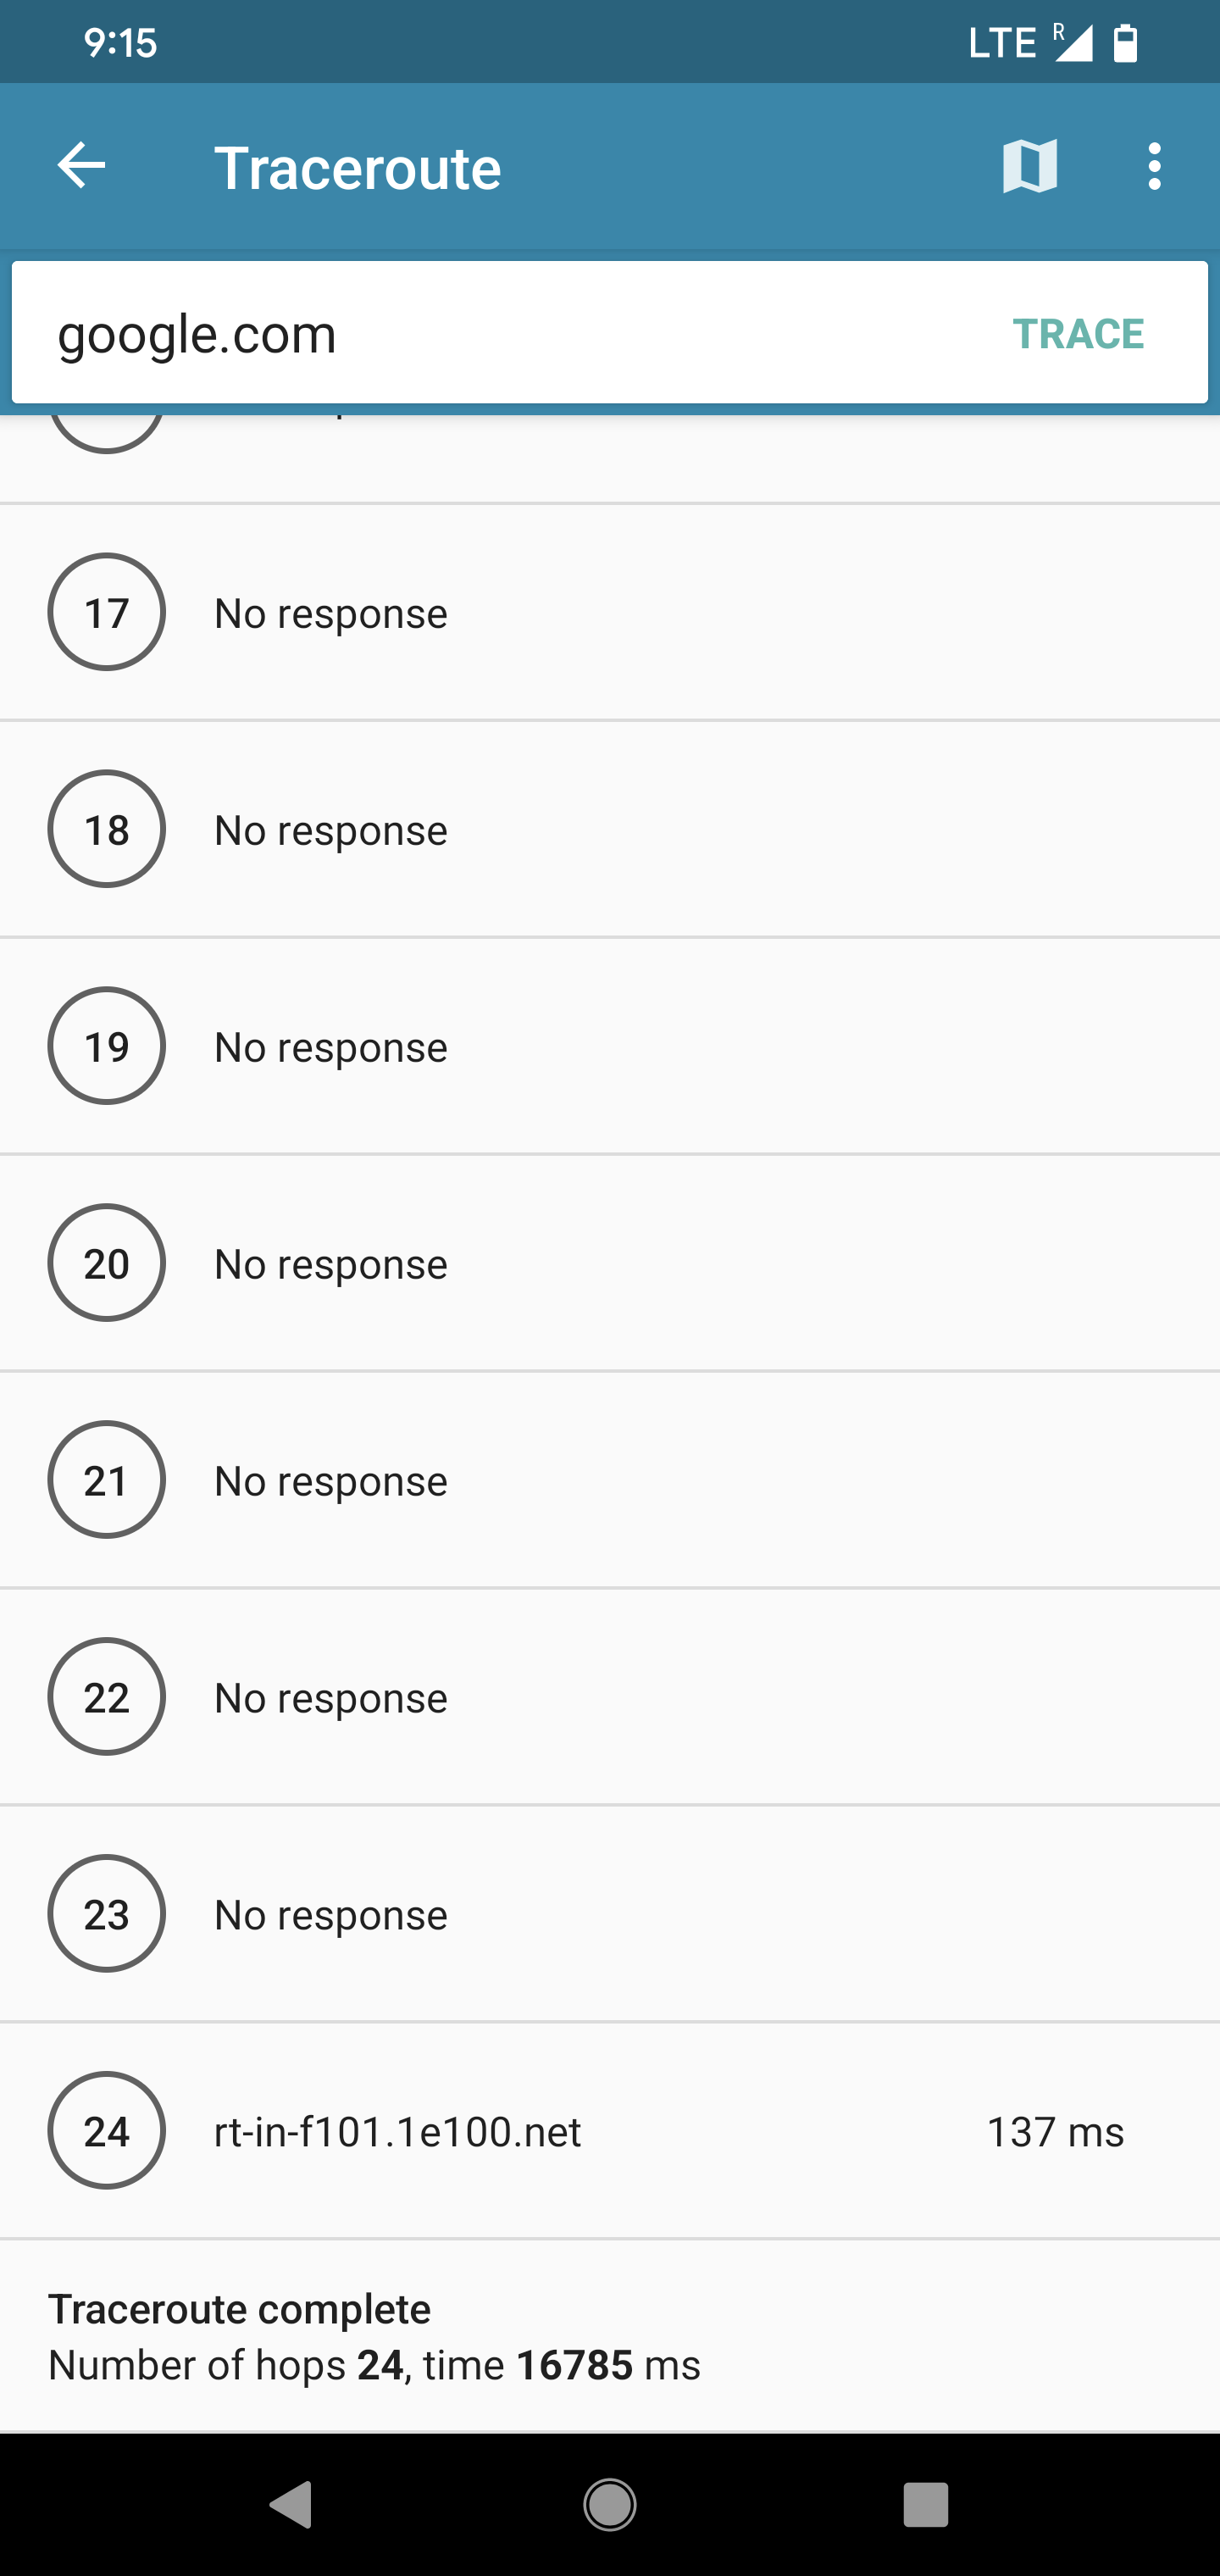 9:15
LTE R
Traceroute
google.com TRACE
17 No response
18 No response
19 No response
20 No response
21 No response
22 No response
23 No response
24 rt-in-f101.1e100.net 137 ms
Traceroute complete
Number of hops 24, time 16785 ms